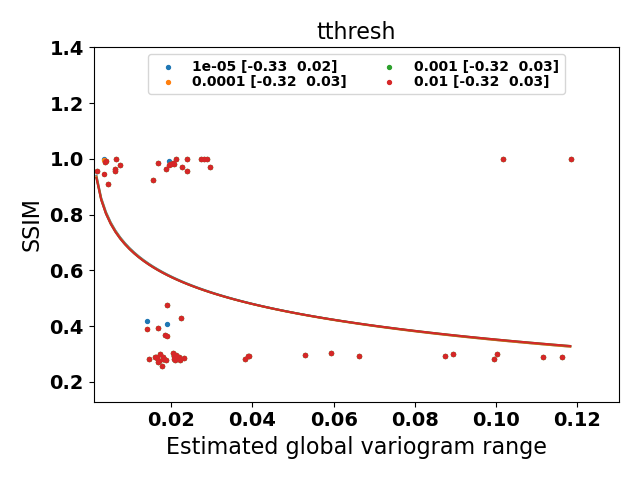 tthresh
1e-05 [-0.33  0.02]
0.0001 [-0.32  0.03]
0.001 [-0.32  0.03]
0.01 [-0.32  0.03]
SSIM
1.4
1.2
1.0
0.8
0.6
0.4
0.2
0.02 0.04 0.06 0.08 0.10 0.12
Estimated global variogram range